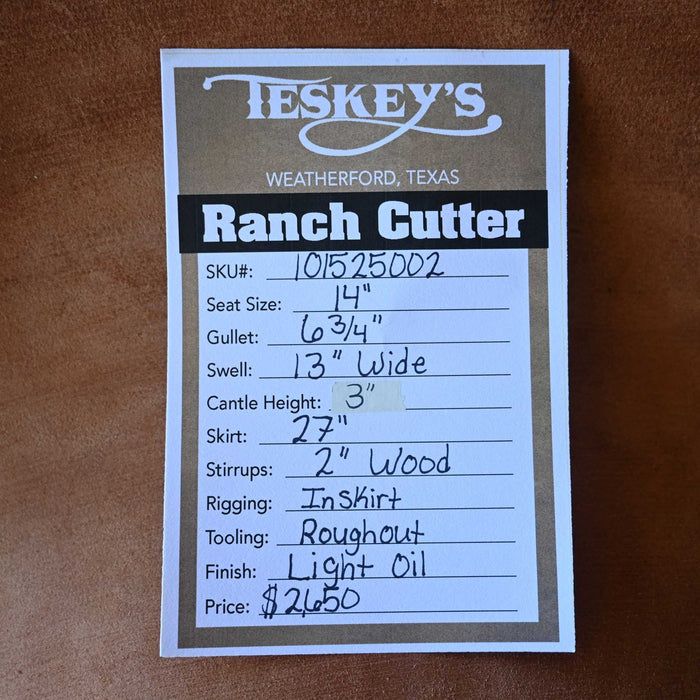 TESKEY'S
WEATHERFORD, TEXAS
Ranch Cutter
SKU#: 101525002
Seat Size: 14"
Gullet: 6 3/4"
Swell: 13" Wide
Cantle Height: 3"
Skirt: 27"
Stirrups: 2" Wood
Rigging: Inskirt
Tooling: Roughout
Finish: Light Oil
Price: $2,650